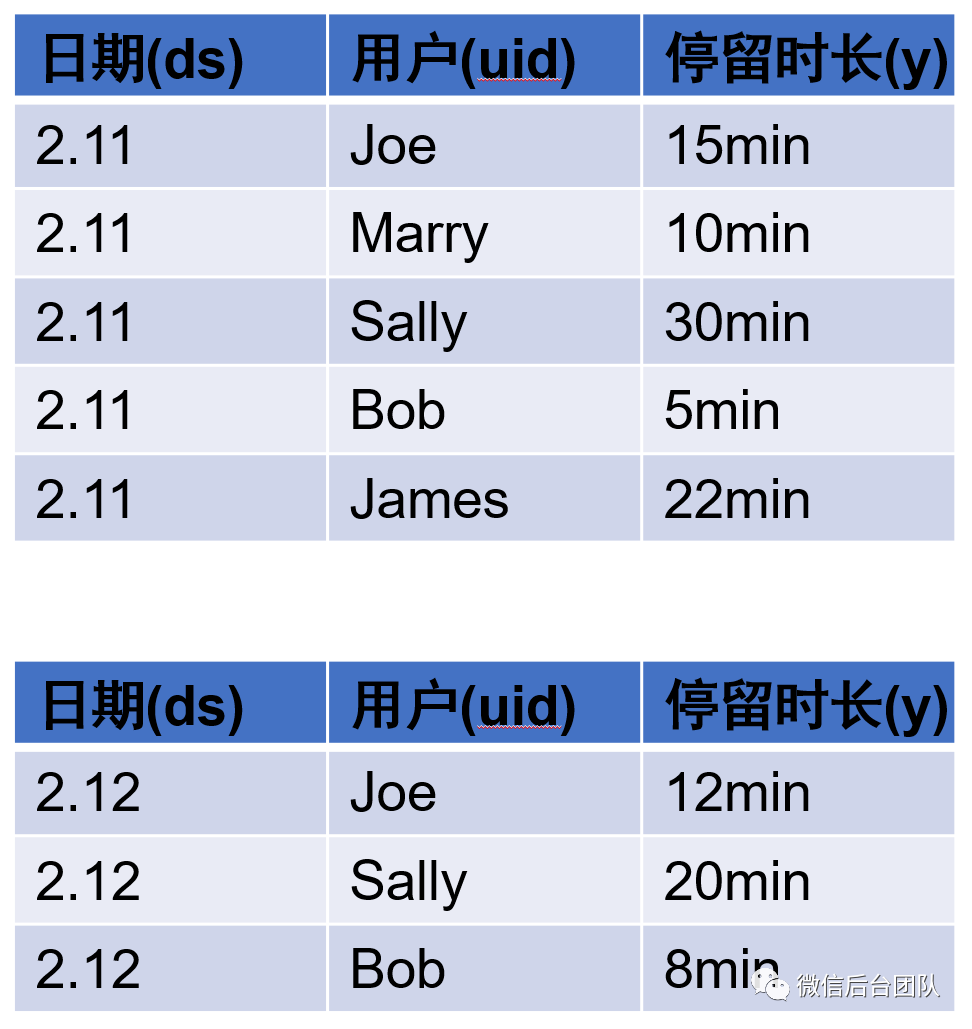 日期(ds) 用户(uid) 停留时长(y)
2.11 Joe 15min
2.11 Marry 10min
2.11 Sally 30min
2.11 Bob 5min
2.11 James 22min
日期(ds) 用户(uid) 停留时长(y)
2.12 Joe 12min
2.12 Sally 20min
2.12 Bob 8min
微信后台团队